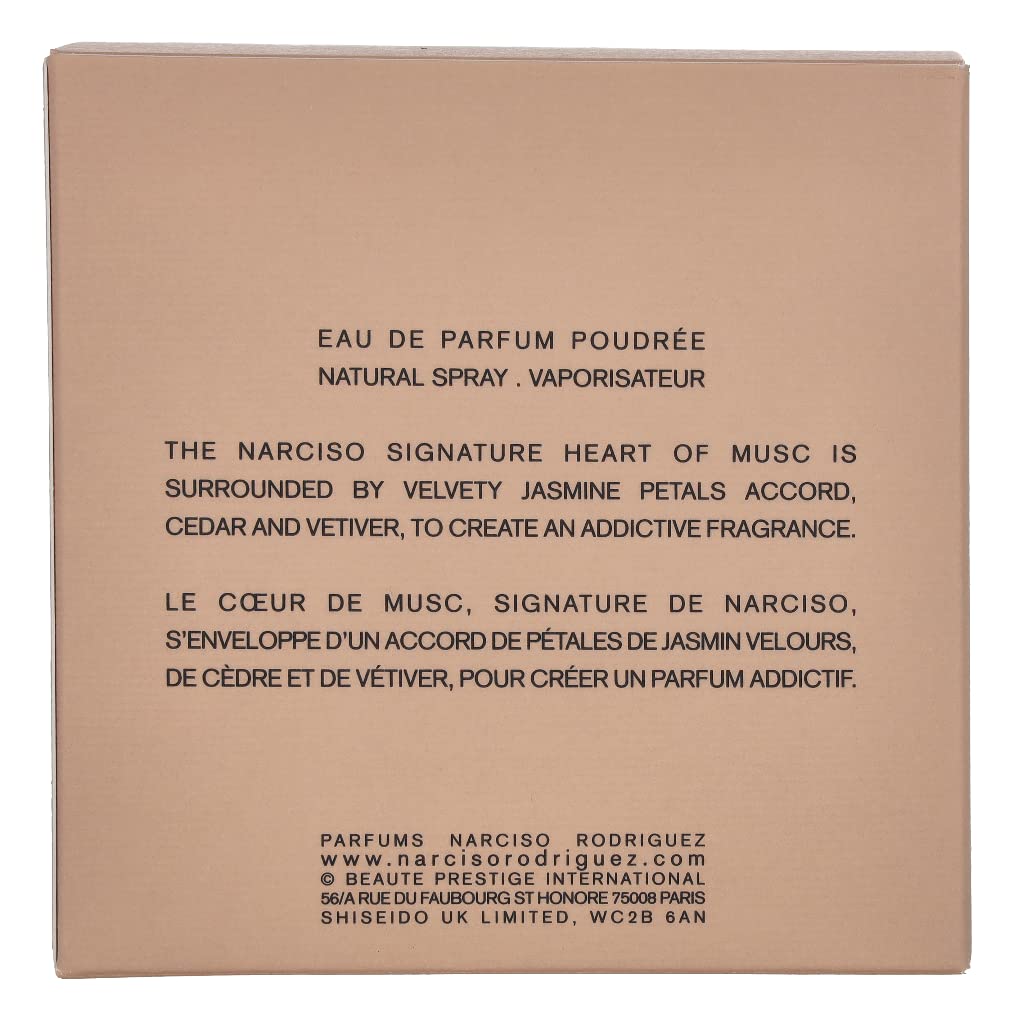 EAU DE PARFUM POUDRÉE
NATURAL SPRAY . VAPORISATEUR
THE NARCISO SIGNATURE HEART OF MUSC IS
SURROUNDED BY VELVETY JASMINE PETALS ACCORD,
CEDAR AND VETIVER, TO CREATE AN ADDICTIVE FRAGRANCE.
LE CŒUR DE MUSC, SIGNATURE DE NARCISO,
S'ENVELOPPE D'UN ACCORD DE PÉTALES DE JASMIN VELOURS,
DE CÈDRE ET DE VÉTIVER, POUR CRÉER UN PARFUM ADDICTIF.
PARFUMS NARCISO RODRIGUEZ
www.narcisorodriguez.com
© BEAUTE PRESTIGE INTERNATIONAL
56/A RUE DU FAUBOURG ST HONORE 75008 PARIS
SHISEIDO UK LIMITED, WC2B 6AN